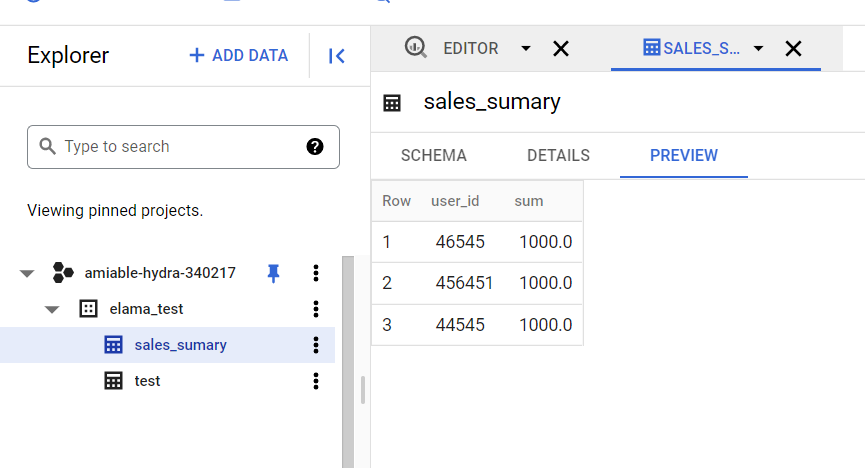 Explorer
+ ADD DATA
Type to search
Viewing pinned projects.
amiable-hydra-340217
elama_test
sales_sumary
test
EDITOR
SALES_S...
sales_sumary
SCHEMA DETAILS PREVIEW
Row user_id sum
1 46545 1000.0
2 456451 1000.0
3 44545 1000.0